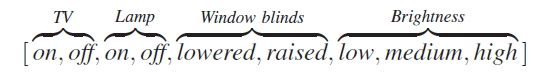 TV Lamp Window blinds Brightness
[on, off, on, off, lowered, raised, low, medium, high]